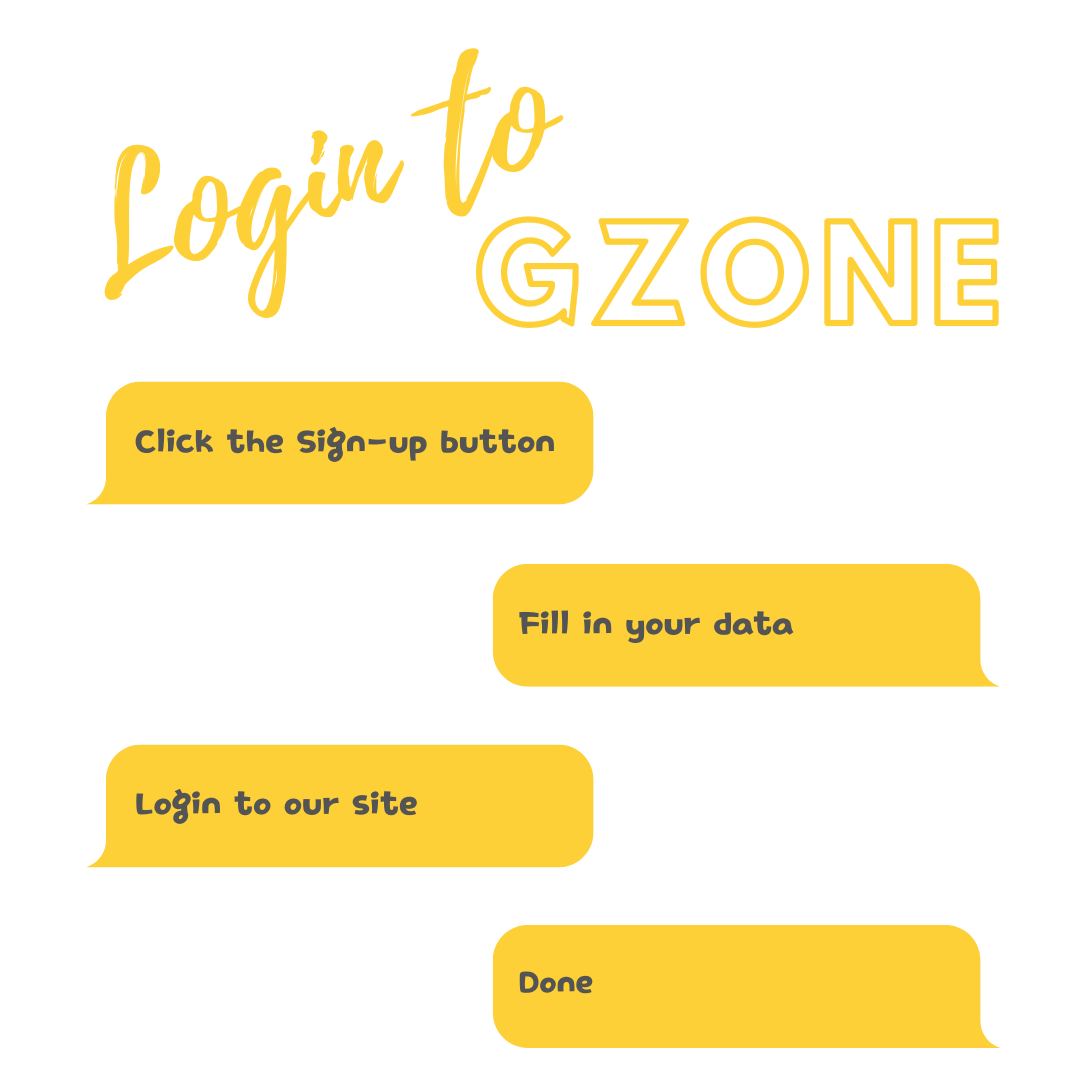 Login to
GZONE
Click the Sign-up button
Fill in your data
Login to our site
Done